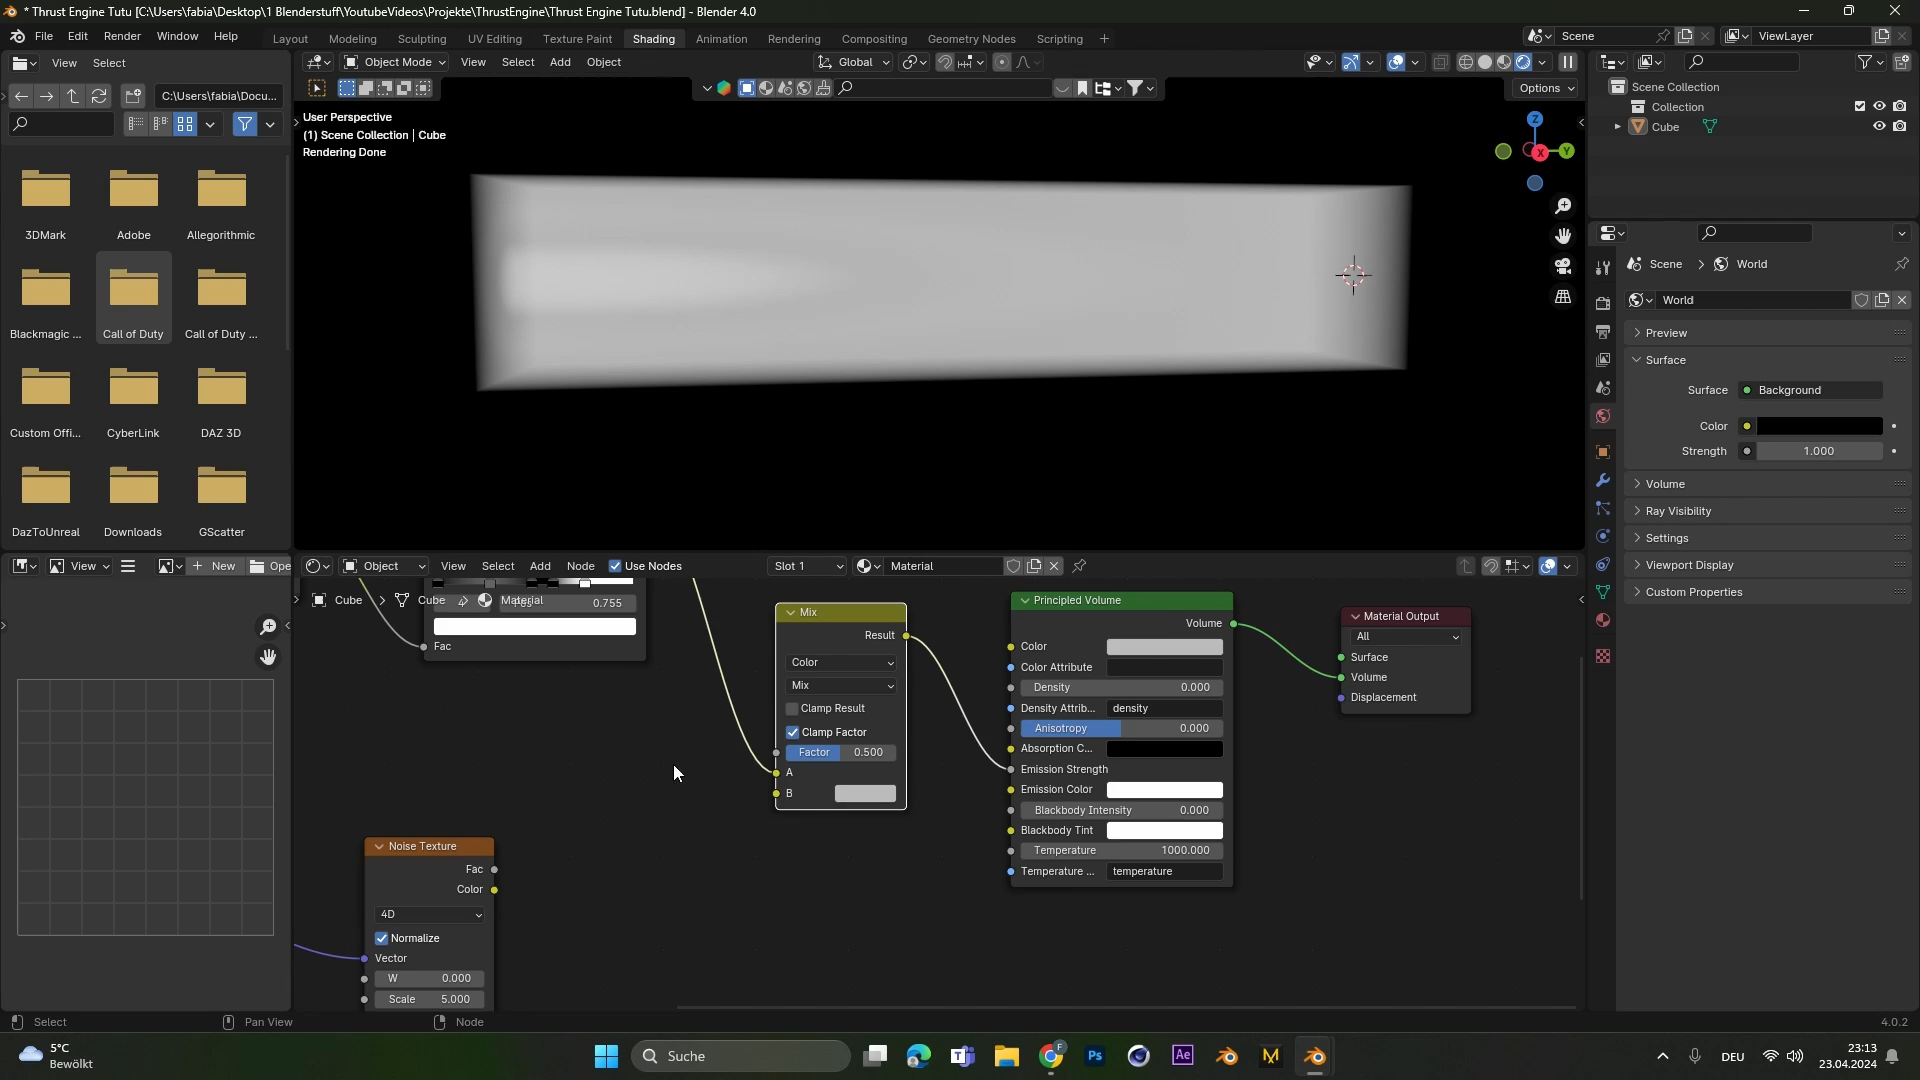 * Thrust Engine Tutu [C:\Users\fabia\Desktop\1 Blenderstuff\YoutubeVideos\Projekte\ThrustEngine\Thrust Engine Tutu.blend] - Blender 4.0
File Edit Render Window Help
Layout Modeling Sculpting UV Editing Texture Paint Shading Animation Rendering Compositing Geometry Nodes Scripting +
Scene
ViewLayer
View Select
Object Mode View Select Add Object
Global
C:\Users\fabia\Docu...
Options
Scene Collection
Collection
Cube
User Perspective
(1) Scene Collection | Cube
Rendering Done
Z
X
Y
3DMark Adobe Allegorithmic
Blackmagic ... Call of Duty Call of Duty ...
Custom Offi... CyberLink DAZ 3D
DazToUnreal Downloads GScatter
Scene > World
World
Preview
Surface
Surface Background
Color
Strength 1.000
Volume
Ray Visibility
Settings
Viewport Display
Custom Properties
View + New Ope
Object View Select Add Node Use Nodes Slot 1 Material
Cube > Cube > Material
0.755
Fac
Mix
Result
Color
Mix
Clamp Result
Clamp Factor
Factor 0.500
A
B
Principled Volume
Volume
Color
Color Attribute
Density 0.000
Density Attrib... density
Anisotropy 0.000
Absorption C...
Emission Strength
Emission Color
Blackbody Intensity 0.000
Blackbody Tint
Temperature 1000.000
Temperature ... temperature
Material Output
All
Surface
Volume
Displacement
Noise Texture
Fac
Color
4D
Normalize
Vector
W 0.000
Scale 5.000
Select Pan View Node
4.0.2
5°C
Bewölkt
Suche
F
Ps
Ae
M
DEU
23:13
23.04.2024